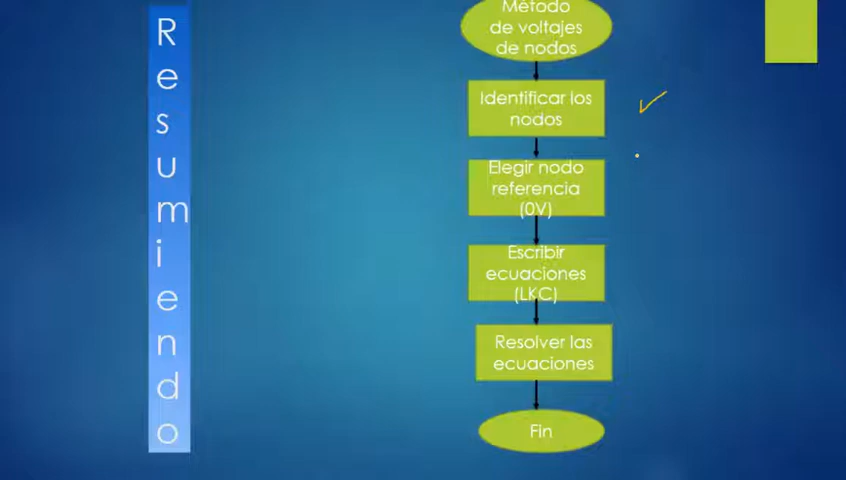 Resumiendo
Método
de voltajes
de nodos
Identificar los
nodos
Elegir nodo
referencia
(0V)
Escribir
ecuaciones
(LKC)
Resolver las
ecuaciones
Fin